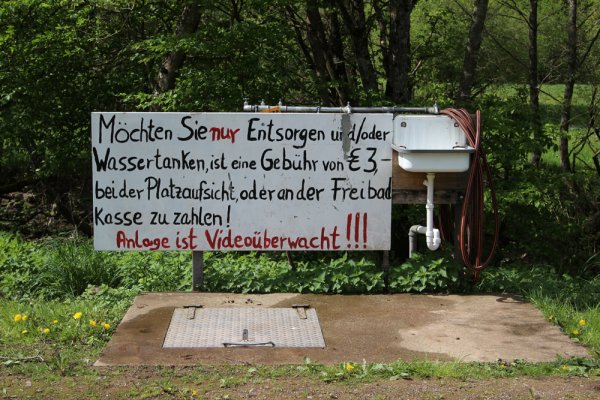 Möchten Sie nur Entsorgen und/oder
Wassertanken, ist eine Gebühr von € 3,-
bei der Platzaufsicht, oder an der Freibad
Kasse zu zahlen!
Anlage ist Videoüberwacht!!!